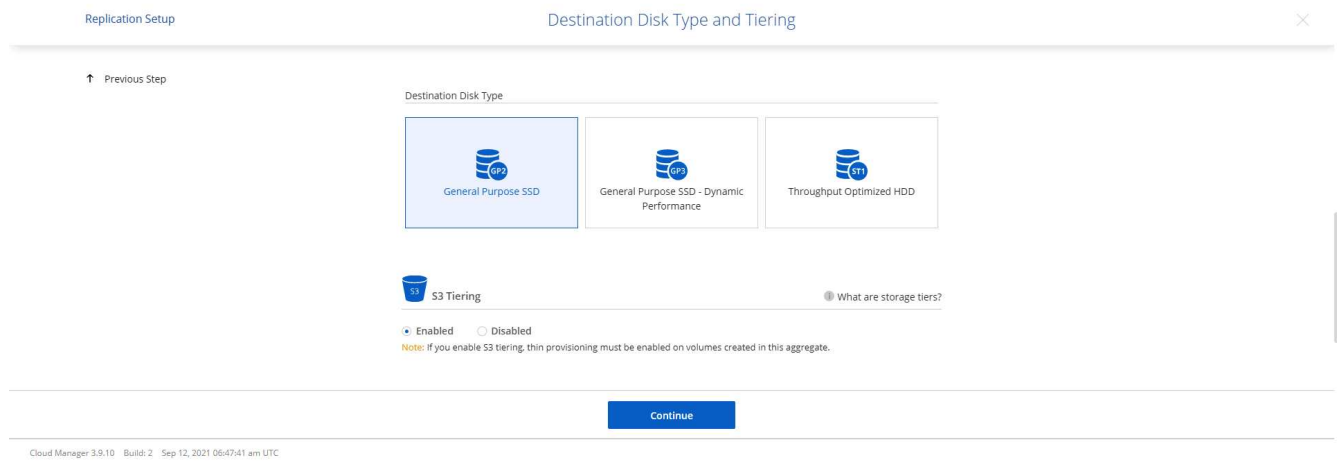 Replication Setup
Destination Disk Type and Tiering
Previous Step
Destination Disk Type
GP2
General Purpose SSD
GP3
General Purpose SSD - Dynamic
Performance
ST1
Throughput Optimized HDD
S3
S3 Tiering
What are storage tiers?
Enabled
Disabled
Note: If you enable S3 tiering, thin provisioning must be enabled on volumes created in this aggregate.
Continue
Cloud Manager 3.9.10 Build: 2 Sep 12, 2021 06:47:41 am UTC